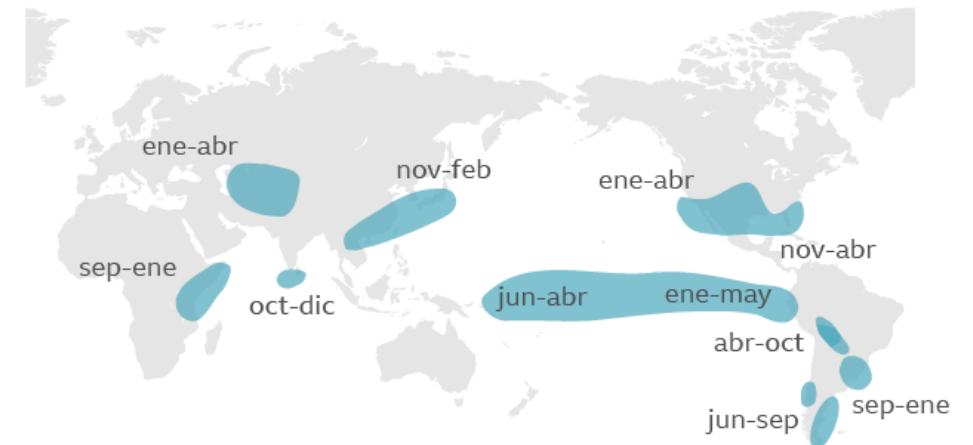 ene-abr
nov-feb
ene-abr
nov-abr
sep-ene
oct-dic
jun-abr
ene-may
abr-oct
sep-ene
jun-sep